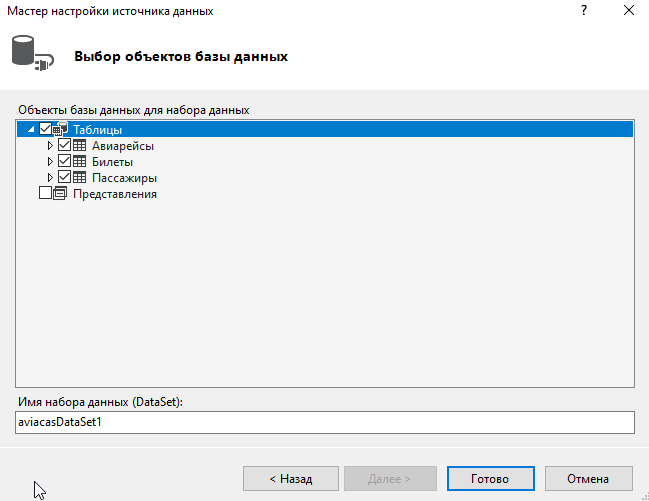 Мастер настройки источника данных
Выбор объектов базы данных
Объекты базы данных для набора данных
Таблицы
Авиарейсы
Билеты
Пассажиры
Представления
Имя набора данных (DataSet):
aviacasDataSet1
< Назад Далее > Готово Отмена